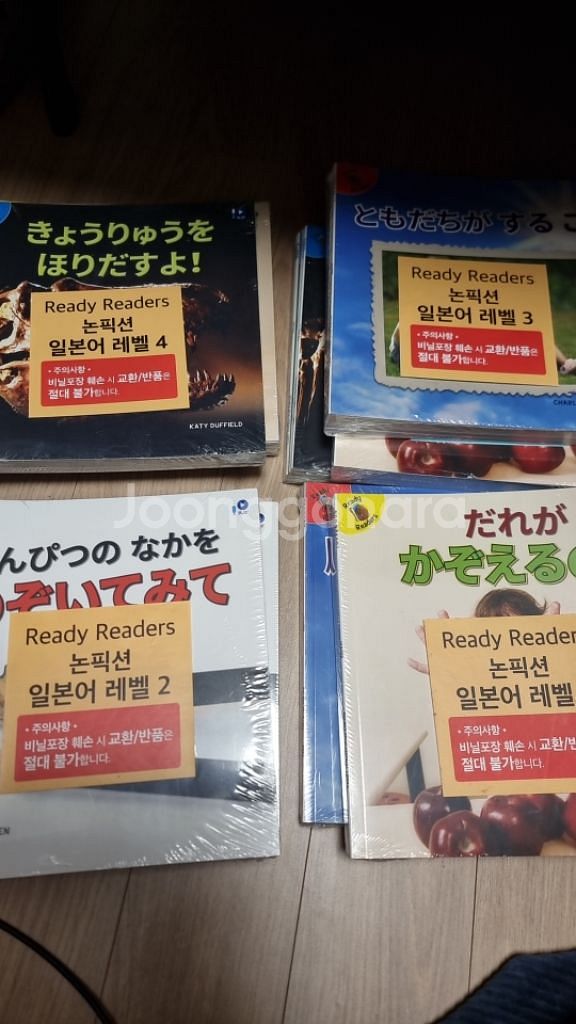 きょうりゅうを
ほりだすよ!
Ready Readers
논픽션
일본어 레벨 4
• 주의사항 •
비닐포장 훼손 시 교환/반품은
절대 불가합니다.
KATY DUFFIELD
ともだちが する こ
Ready Readers
논픽션
일본어 레벨 3
• 주의사항 •
비닐포장 훼손 시 교환/반품은
절대 불가합니다.
CHARL
Joonggonara
んぴつの なかを
のぞいてみて
Ready Readers
논픽션
일본어 레벨 2
• 주의사항 •
비닐포장 훼손 시 교환/반품은
절대 불가합니다.
EN
Ready
Readers
だれが
かぞえるの
Ready Readers
논픽션
일본어 레벨
• 주의사항 •
비닐포장 훼손 시 교환/반
절대 불가합니다.